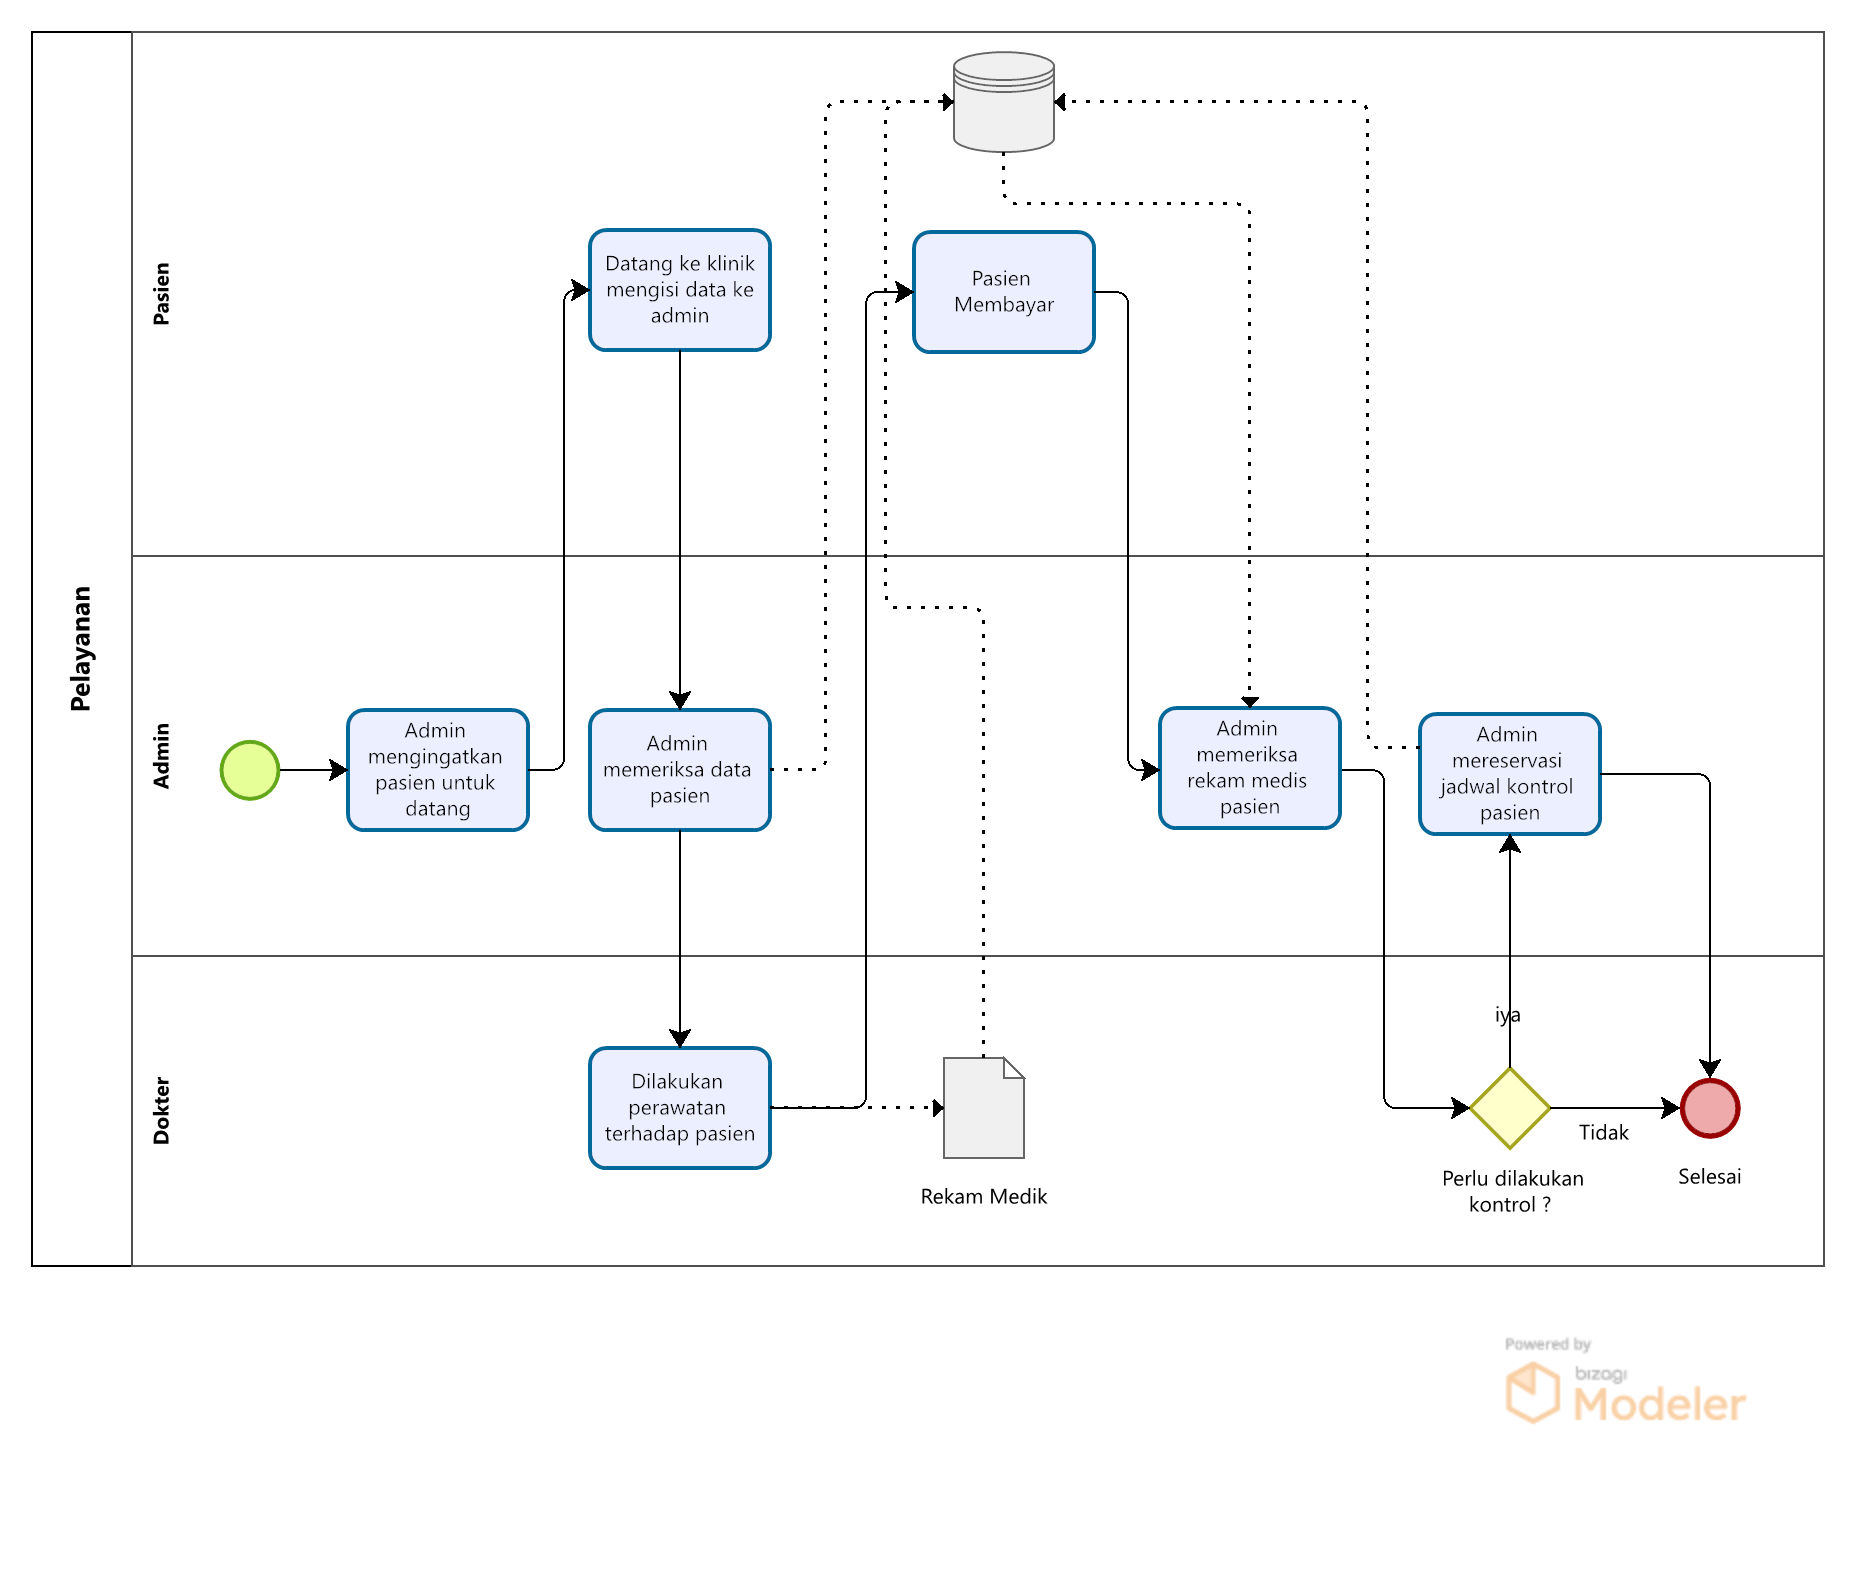 Pelayanan
Pasien
Datang ke klinik
mengisi data ke
admin
Pasien
Membayar
Admin
Admin
mengingatkan
pasien untuk
datang
Admin
memeriksa data
pasien
Admin
memeriksa
rekam medis
pasien
Admin
mereservasi
jadwal kontrol
pasien
Dokter
Dilakukan
perawatan
terhadap pasien
Rekam Medik
iya
Tidak
Perlu dilakukan
kontrol ?
Selesai
Powered by
bizagi
Modeler